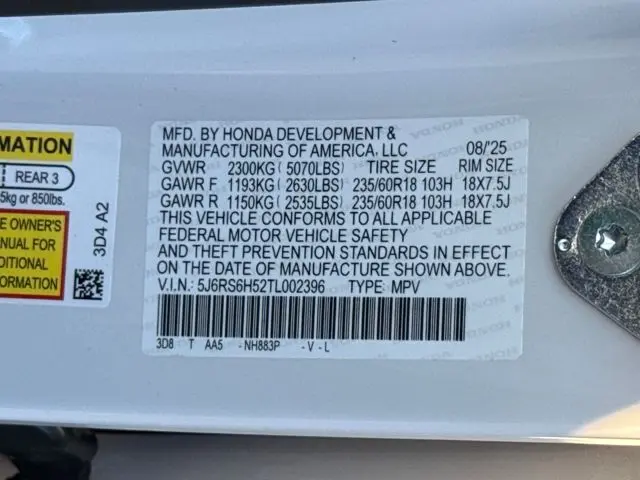 MATION
REAR 3
5kg or 850lbs.
E OWNER'S
ANUAL FOR
DITIONAL
FORMATION
3D4 A2
MFD. BY HONDA DEVELOPMENT &
MANUFACTURING OF AMERICA, LLC 08/'25
GVWR 2300KG( 5070LBS) TIRE SIZE RIM SIZE
GAWR F 1193KG( 2630LBS) 235/60R18 103H 18X7.5J
GAWR R 1150KG( 2535LBS) 235/60R18 103H 18X7.5J
THIS VEHICLE CONFORMS TO ALL APPLICABLE
FEDERAL MOTOR VEHICLE SAFETY
AND THEFT PREVENTION STANDARDS IN EFFECT
ON THE DATE OF MANUFACTURE SHOWN ABOVE.
V.I.N.: 5J6RS6H52TL002396 TYPE: MPV
3D8 T AA5 -NH883P -V-L